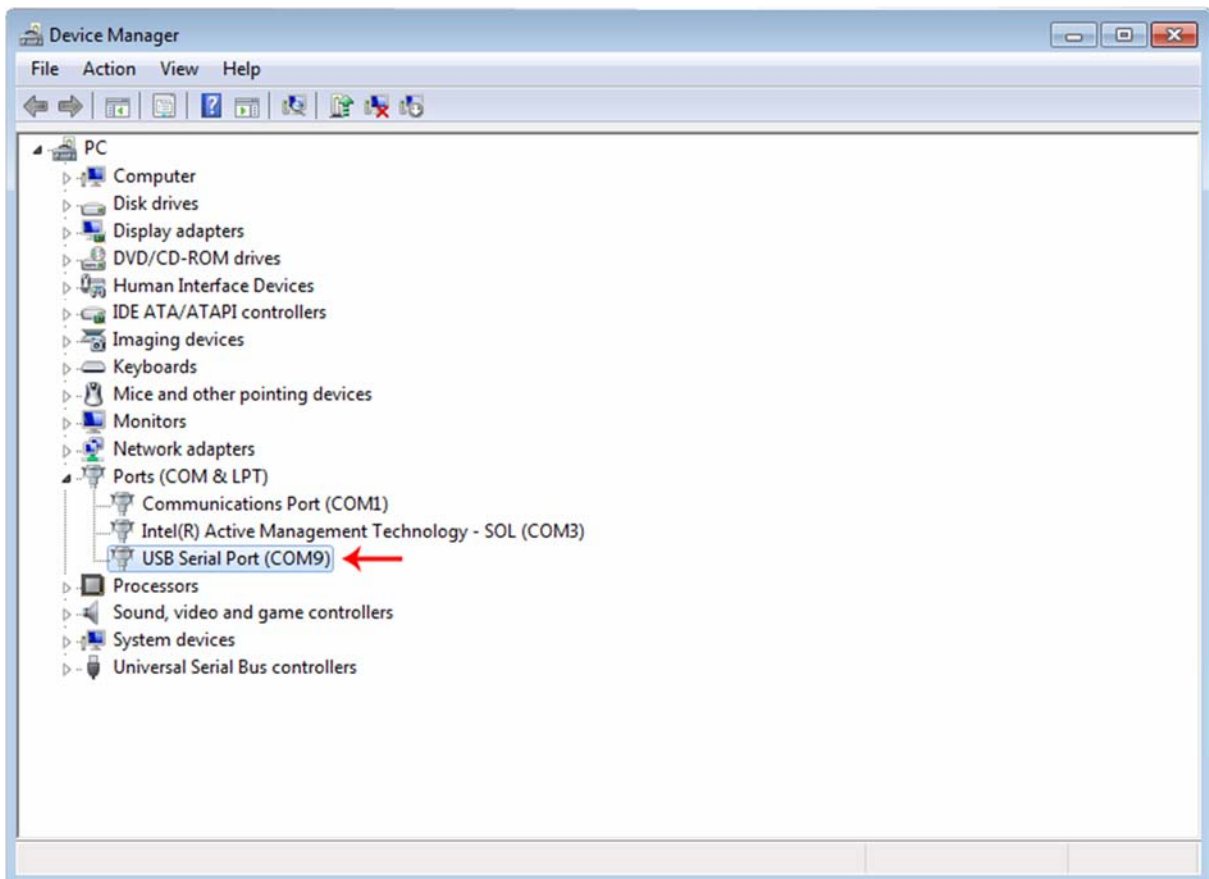 Device Manager
File Action View Help
PC
Computer
Disk drives
Display adapters
DVD/CD-ROM drives
Human Interface Devices
IDE ATA/ATAPI controllers
Imaging devices
Keyboards
Mice and other pointing devices
Monitors
Network adapters
Ports (COM & LPT)
Communications Port (COM1)
Intel(R) Active Management Technology - SOL (COM3)
USB Serial Port (COM9)
Processors
Sound, video and game controllers
System devices
Universal Serial Bus controllers